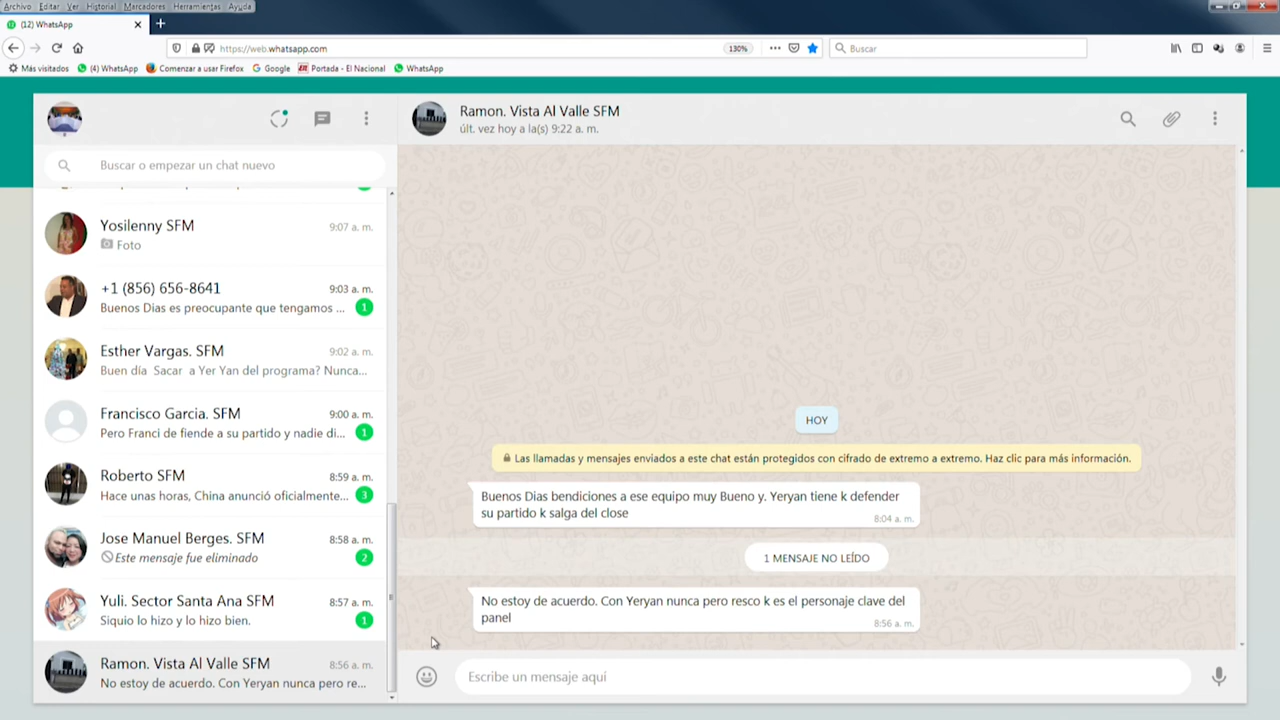 Archivo Editar Ver Historial Marcadores Herramientas Ayuda
(12) WhatsApp
https://web.whatsapp.com
130%
Buscar
Más visitados
(4) WhatsApp
Comenzar a usar Firefox
Google
Portada - El Nacional
WhatsApp
Buscar o empezar un chat nuevo
Yosilenny SFM
9:07 a. m.
Foto
+1 (856) 656-8641
9:03 a. m.
Buenos Dias es preocupante que tengamos ...
1
Esther Vargas. SFM
9:02 a. m.
Buen día Sacar a Yer Yan del programa? Nunca...
Francisco Garcia. SFM
9:00 a. m.
Pero Franci de fiende a su partido y nadie di...
1
Roberto SFM
8:59 a. m.
Hace unas horas, China anunció oficialmente...
3
Jose Manuel Berges. SFM
8:58 a. m.
Este mensaje fue eliminado
2
Yuli. Sector Santa Ana SFM
8:57 a. m.
Siquio lo hizo y lo hizo bien.
1
Ramon. Vista Al Valle SFM
8:56 a. m.
No estoy de acuerdo. Con Yeryan nunca pero re...
Ramon. Vista Al Valle SFM
últ. vez hoy a la(s) 9:22 a. m.
HOY
Las llamadas y mensajes enviados a este chat están protegidos con cifrado de extremo a extremo. Haz clic para más información.
Buenos Dias bendiciones a ese equipo muy Bueno y. Yeryan tiene k defender
su partido k salga del close
8:04 a. m.
1 MENSAJE NO LEÍDO
No estoy de acuerdo. Con Yeryan nunca pero resco k es el personaje clave del
panel
8:56 a. m.
Escribe un mensaje aquí